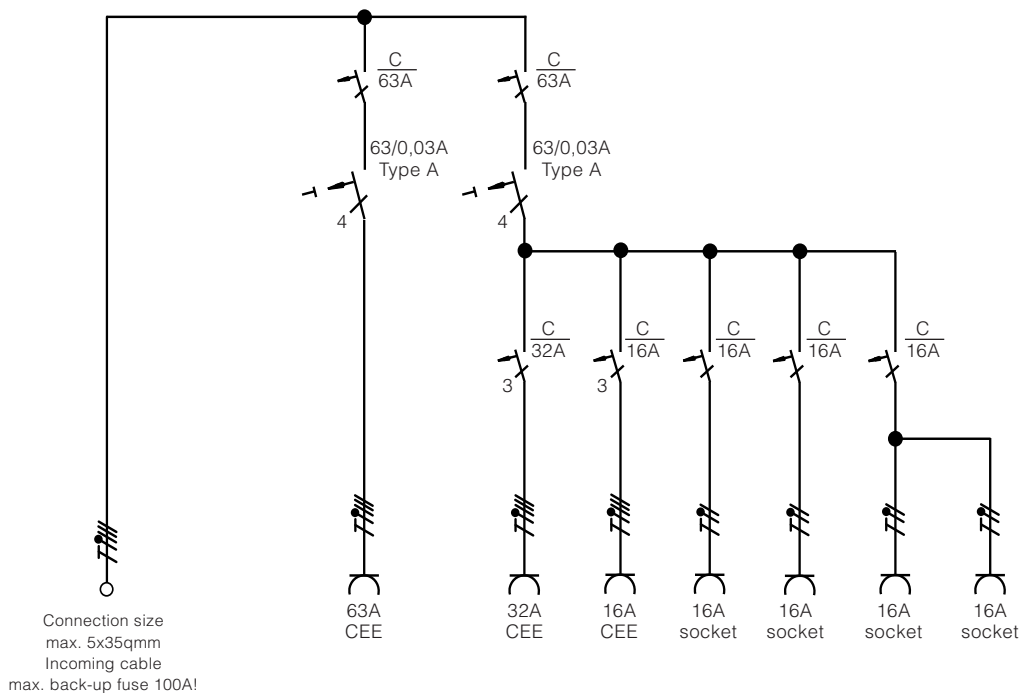 C
63A
C
63A
63/0,03A
Type A
63/0,03A
Type A
4
4
C
32A
C
16A
C
16A
C
16A
C
16A
3
3
63A
CEE
32A
CEE
16A
CEE
16A
socket
16A
socket
16A
socket
16A
socket
Connection size
max. 5x35qmm
Incoming cable
max. back-up fuse 100A!